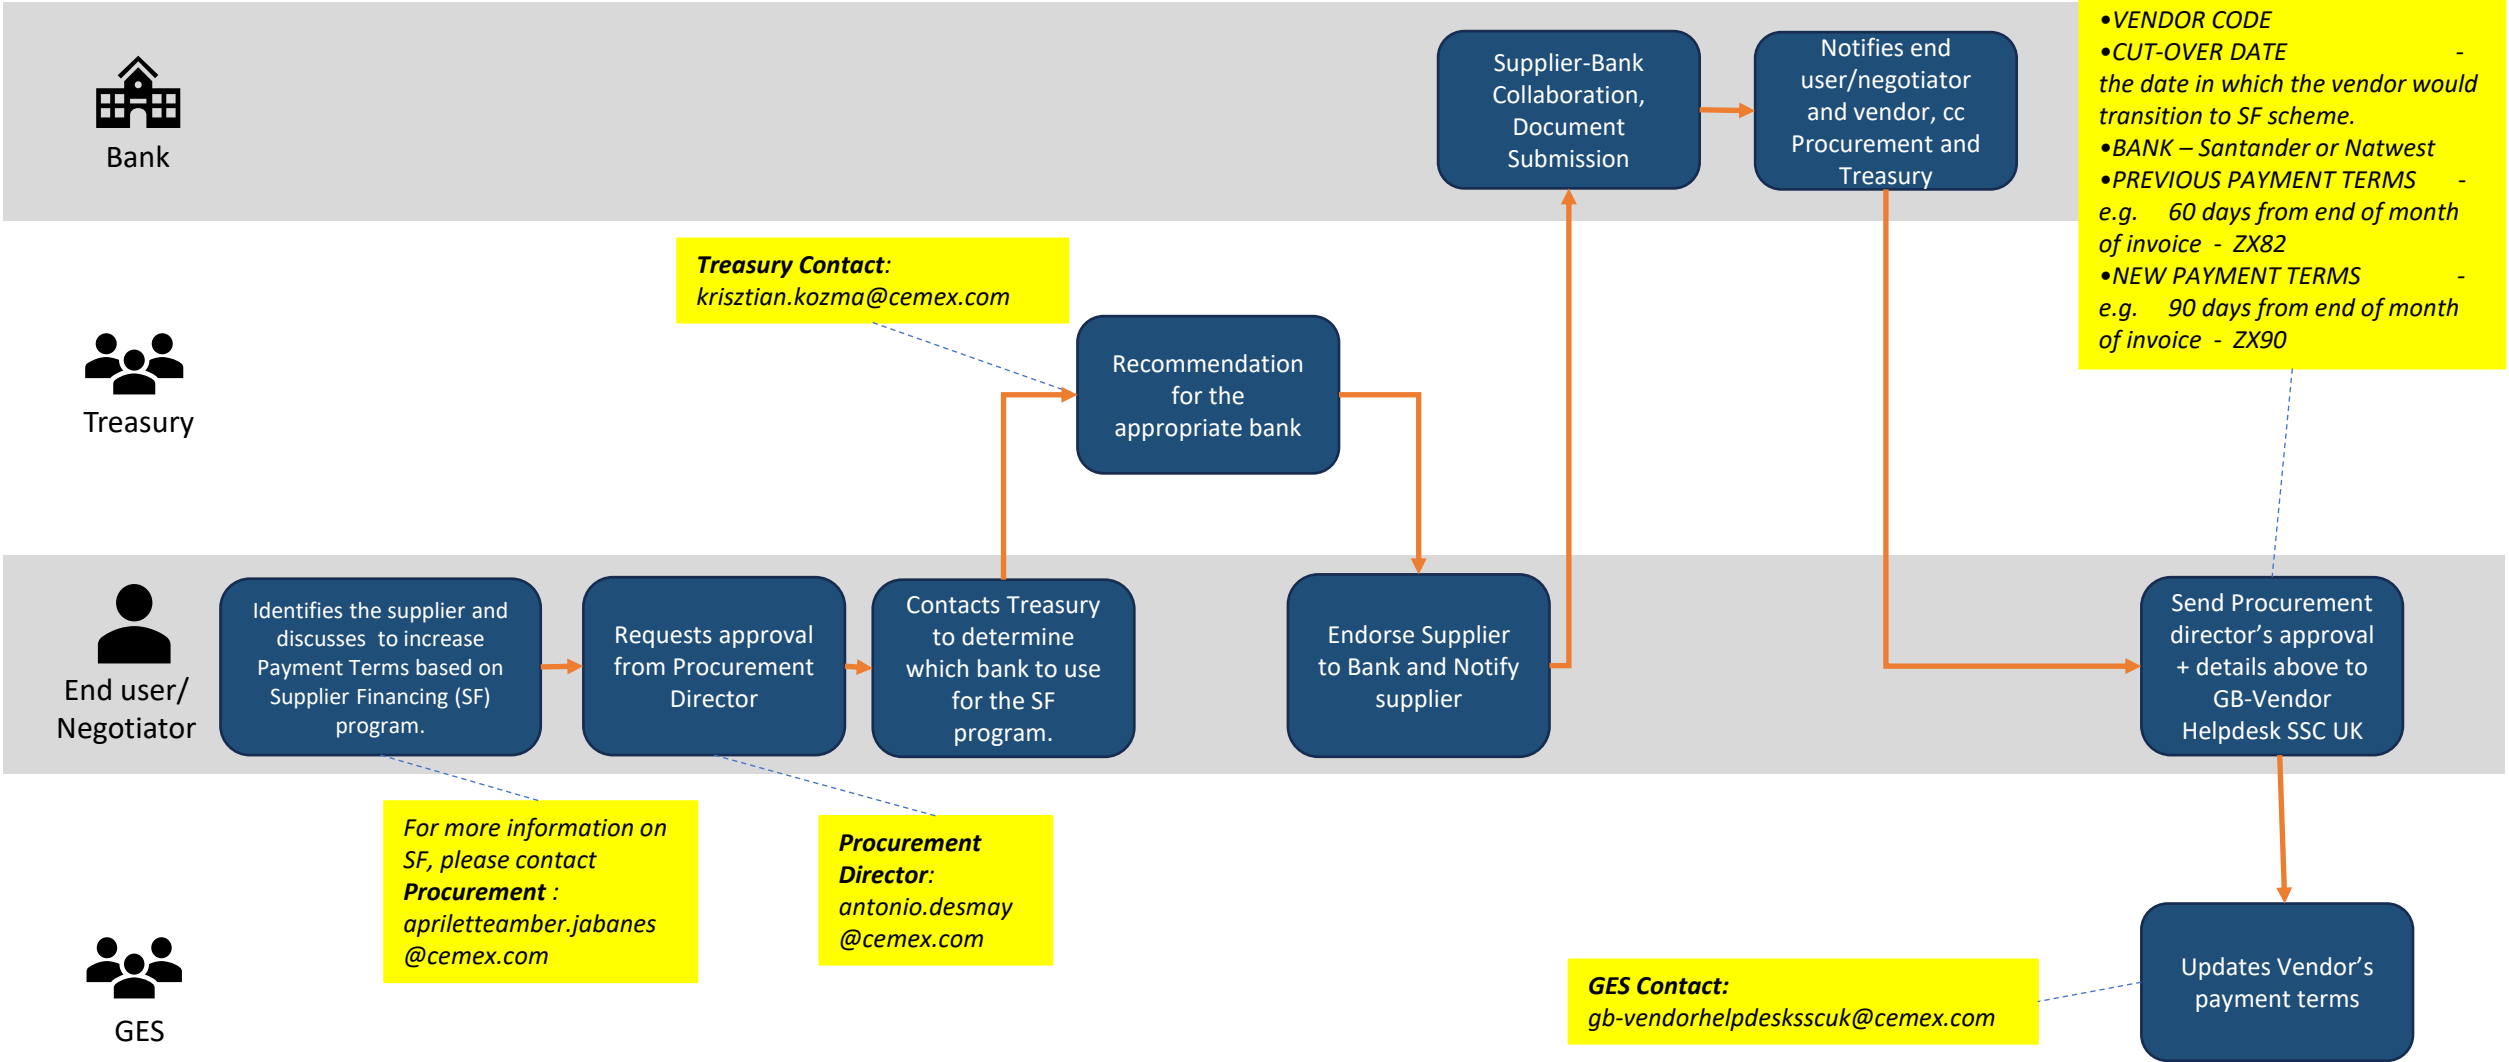 Bank
Supplier-Bank
Collaboration,
Document
Submission
Notifies end
user/negotiator
and vendor, cc
Procurement and
Treasury
•VENDOR CODE
•CUT-OVER DATE -
the date in which the vendor would
transition to SF scheme.
•BANK – Santander or Natwest
•PREVIOUS PAYMENT TERMS -
e.g. 60 days from end of month
of invoice - ZX82
•NEW PAYMENT TERMS -
e.g. 90 days from end of month
of invoice - ZX90
Treasury Contact:
krisztian.kozma@cemex.com
Treasury
Recommendation
for the
appropriate bank
End user/
Negotiator
Identifies the supplier and
discusses to increase
Payment Terms based on
Supplier Financing (SF)
program.
Requests approval
from Procurement
Director
Contacts Treasury
to determine
which bank to use
for the SF
program.
Endorse Supplier
to Bank and Notify
supplier
Send Procurement
director’s approval
+ details above to
GB-Vendor
Helpdesk SSC UK
For more information on
SF, please contact
Procurement :
apriletteamber.jabanes
@cemex.com
Procurement
Director:
antonio.desmay
@cemex.com
GES
GES Contact:
gb-vendorhelpdesksscuk@cemex.com
Updates Vendor’s
payment terms